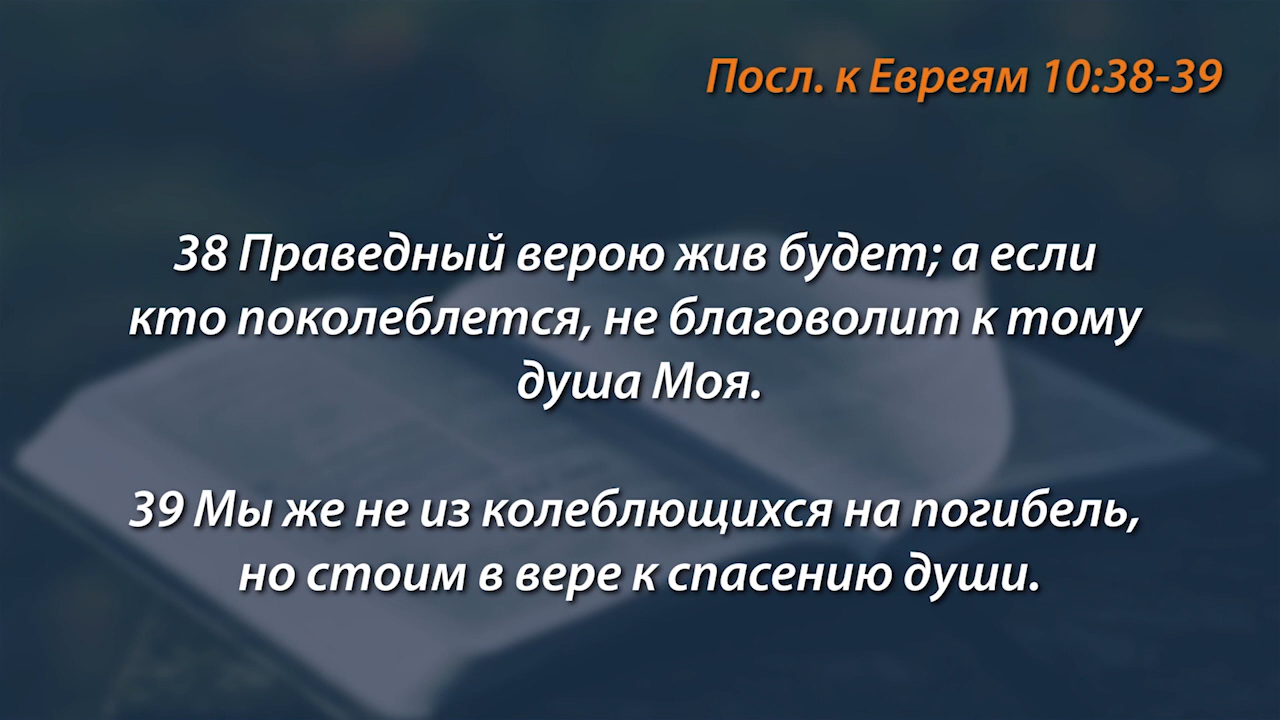 Посл. к Евреям 10:38-39
38 Праведный верою жив будет; а если
кто поколеблется, не благоволит к тому
душа Моя.
39 Мы же не из колеблющихся на погибель,
но стоим в вере к спасению души.